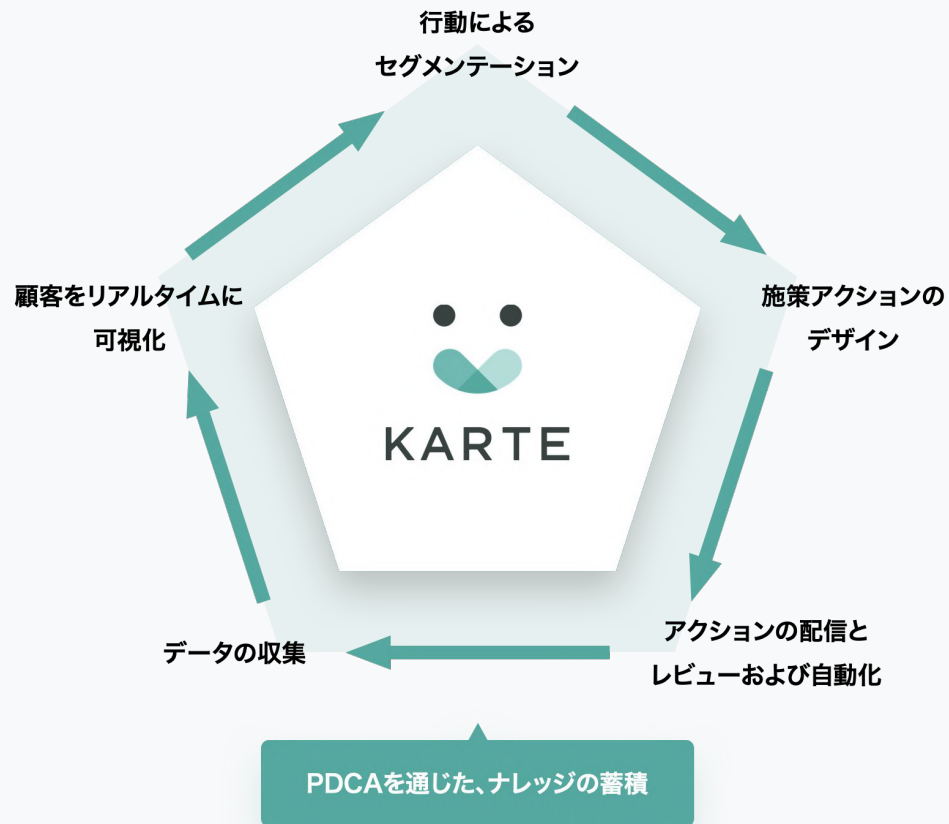 行動による
セグメンテーション
顧客をリアルタイムに
可視化
施策アクションの
デザイン
KARTE
データの収集
アクションの配信と
レビューおよび自動化
PDCAを通じた、ナレッジの蓄積